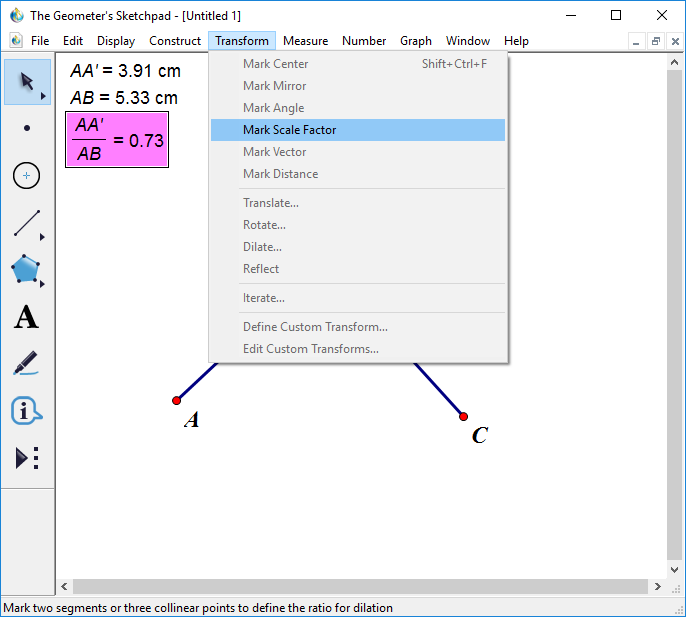 The Geometer's Sketchpad - [Untitled 1]
File Edit Display Construct Transform Measure Number Graph Window Help
AA' = 3.91 cm
AB = 5.33 cm
AA'
AB
= 0.73
Mark Center Shift+Ctrl+F
Mark Mirror
Mark Angle
Mark Scale Factor
Mark Vector
Mark Distance
Translate...
Rotate...
Dilate...
Reflect
Iterate...
Define Custom Transform...
Edit Custom Transforms...
A
A
C
Mark two segments or three collinear points to define the ratio for dilation